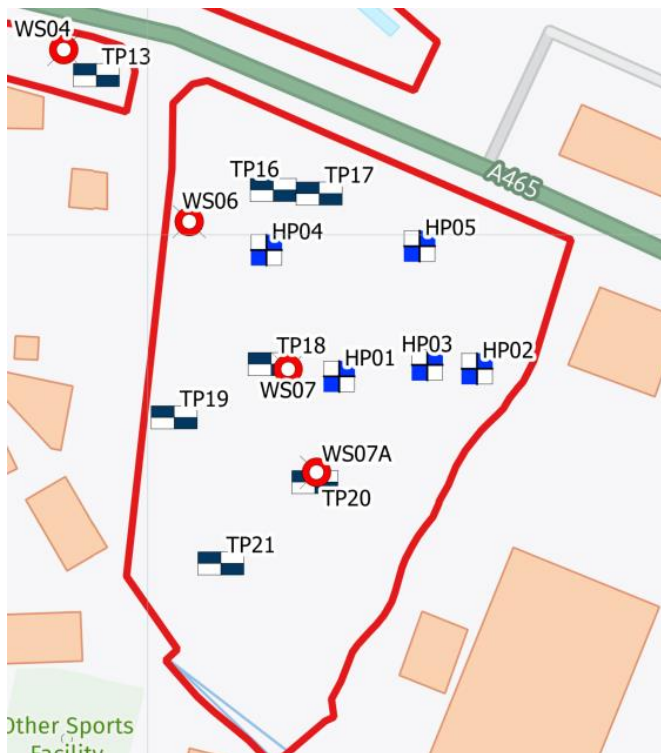 WS04
TP13
TP16
TP17
WS06
HP04
HP05
A465
TP18
HP01
HP03
HP02
WS07
TP19
WS07A
TP20
TP21
Other Sports
Facility